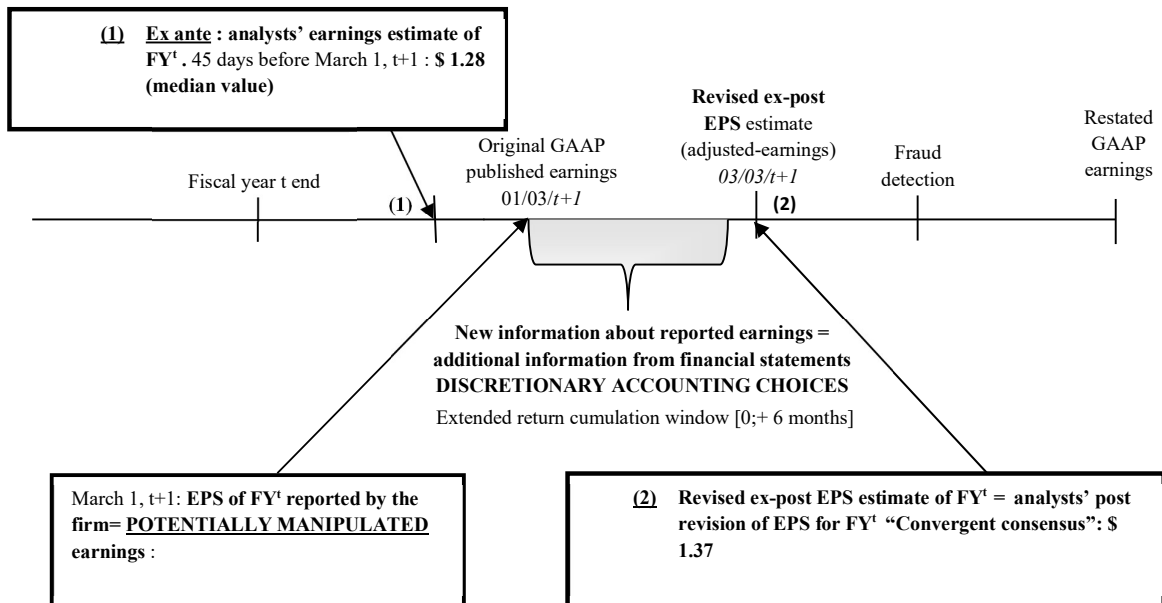 (1) Ex ante : analysts' earnings estimate of
FYᵗ . 45 days before March 1, t+1 : $ 1.28
(median value)
Revised ex-post
EPS estimate
(adjusted-earnings)
03/03/t+1
Restated
GAAP
earnings
Original GAAP
published earnings
01/03/t+1
Fraud
detection
Fiscal year t end
(1)
(2)
New information about reported earnings =
additional information from financial statements
DISCRETIONARY ACCOUNTING CHOICES
Extended return cumulation window [0;+ 6 months]
March 1, t+1: EPS of FYᵗ reported by the
firm= POTENTIALLY MANIPULATED
earnings :
(2) Revised ex-post EPS estimate of FYᵗ = analysts' post
revision of EPS for FYᵗ “Convergent consensus”: $
1.37